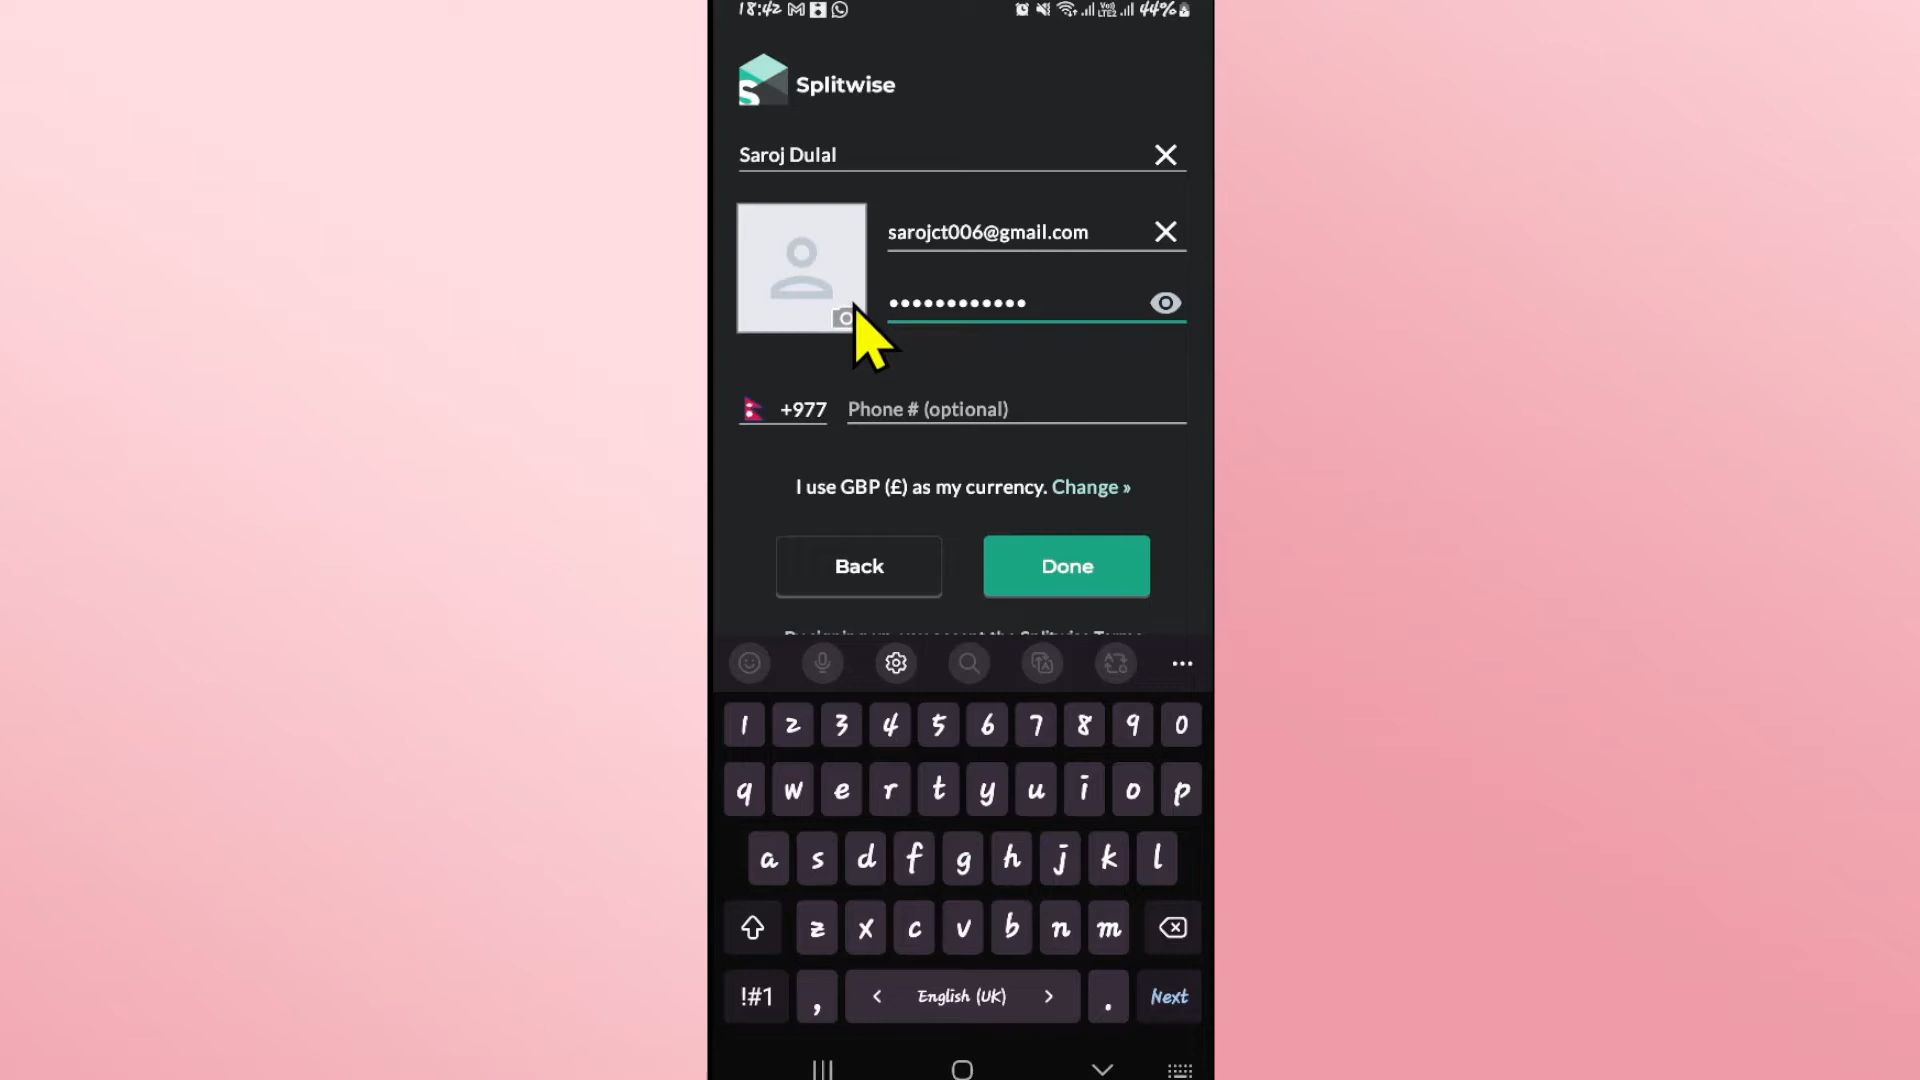 18:42 44%
Splitwise
Saroj Dulal
sarojct006@gmail.com
••••••••••••
+977 Phone # (optional)
I use GBP (£) as my currency. Change »
Back Done
1 2 3 4 5 6 7 8 9 0
q w e r t y u i o p
a s d f g h j k l
z x c v b n m
!#1 , < English (UK) > . Next